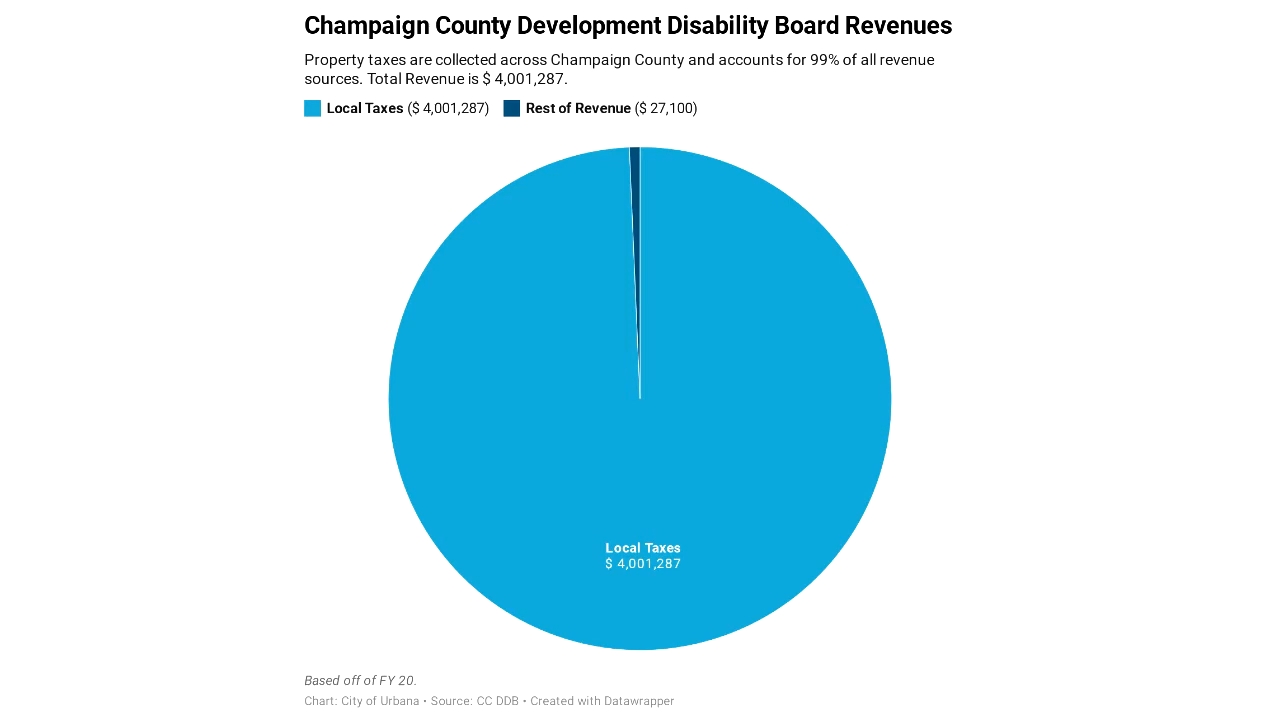 Champaign County Development Disability Board Revenues
Property taxes are collected across Champaign County and accounts for 99% of all revenue
sources. Total Revenue is $ 4,001,287.
Local Taxes ($ 4,001,287) Rest of Revenue ($ 27,100)
Local Taxes
$ 4,001,287
Based off of FY 20.
Chart: City of Urbana • Source: CC DDB • Created with Datawrapper